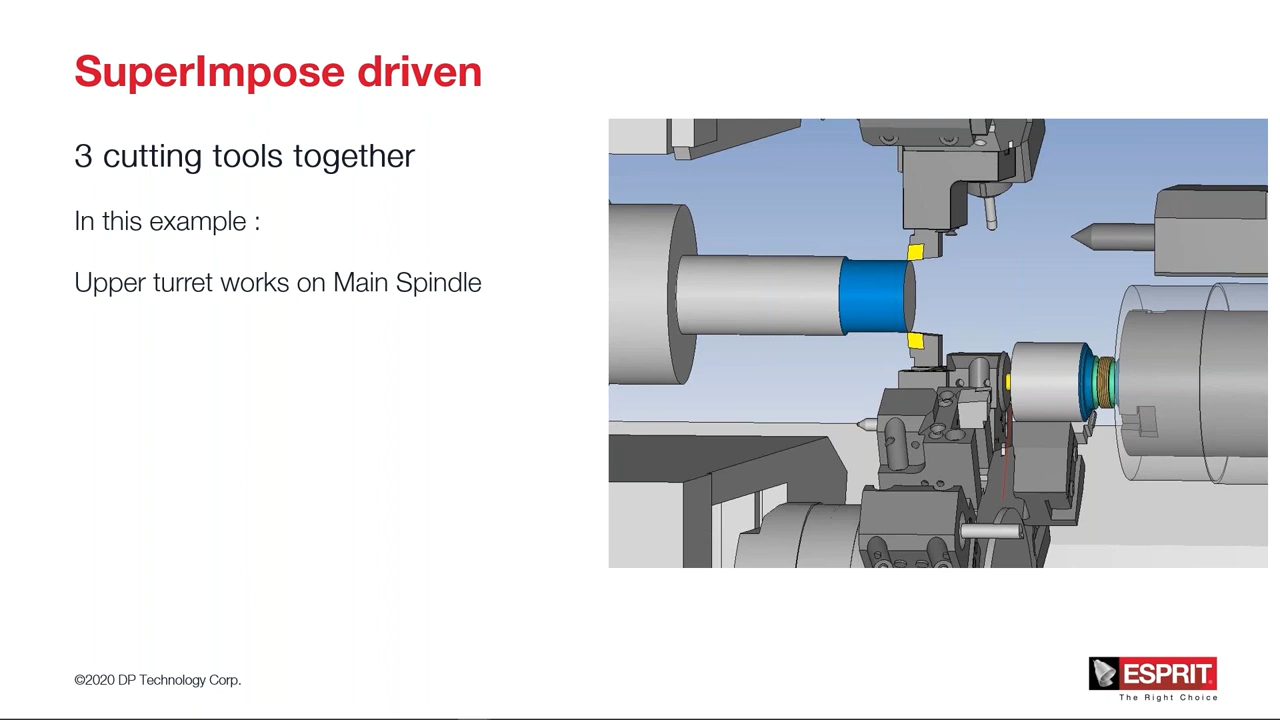 SuperImpose driven
3 cutting tools together
In this example :
Upper turret works on Main Spindle
©2020 DP Technology Corp.
ESPRIT
The Right Choice